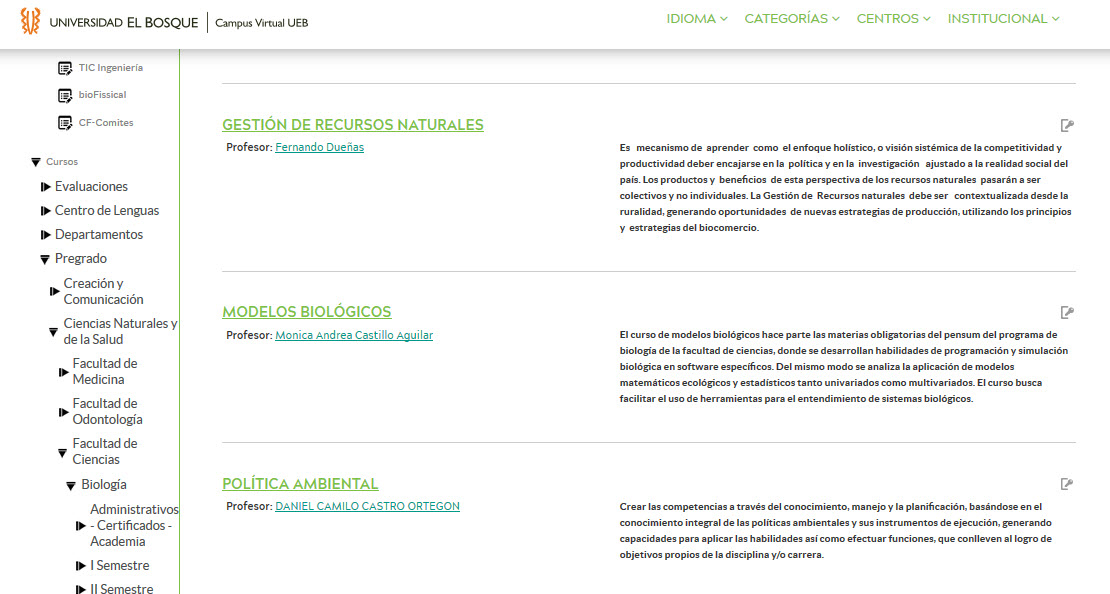 UNIVERSIDAD EL BOSQUE
Campus Virtual UEB
IDIOMA
CATEGORÍAS
CENTROS
INSTITUCIONAL
TIC Ingeniería
bioFissical
CF-Comites
Cursos
Evaluaciones
Centro de Lenguas
Departamentos
Pregrado
Creación y
Comunicación
Ciencias Naturales y
de la Salud
Facultad de
Medicina
Facultad de
Odontología
Facultad de
Ciencias
Biología
Administrativos
- Certificados -
Academia
I Semestre
II Semestre
GESTIÓN DE RECURSOS NATURALES
Profesor: Fernando Dueñas
Es mecanismo de aprender como el enfoque holístico, o visión sistémica de la competitividad y
productividad deber encajarse en la política y en la investigación ajustado a la realidad social del
país. Los productos y beneficios de esta perspectiva de los recursos naturales pasarán a ser
colectivos y no individuales. La Gestión de Recursos naturales debe ser contextualizada desde la
ruralidad, generando oportunidades de nuevas estrategias de producción, utilizando los principios
y estrategias del biocomercio.
MODELOS BIOLÓGICOS
Profesor: Monica Andrea Castillo Aguilar
El curso de modelos biológicos hace parte las materias obligatorias del pensum del programa de
biología de la facultad de ciencias, donde se desarrollan habilidades de programación y simulación
biológica en software específicos. Del mismo modo se analiza la aplicación de modelos
matemáticos ecológicos y estadísticos tanto univariados como multivariados. El curso busca
facilitar el uso de herramientas para el entendimiento de sistemas biológicos.
POLÍTICA AMBIENTAL
Profesor: DANIEL CAMILO CASTRO ORTEGON
Crear las competencias a través del conocimiento, manejo y la planificación, basándose en el
conocimiento integral de las políticas ambientales y sus instrumentos de ejecución, generando
capacidades para aplicar las habilidades así como efectuar funciones, que conlleven al logro de
objetivos propios de la disciplina y/o carrera.